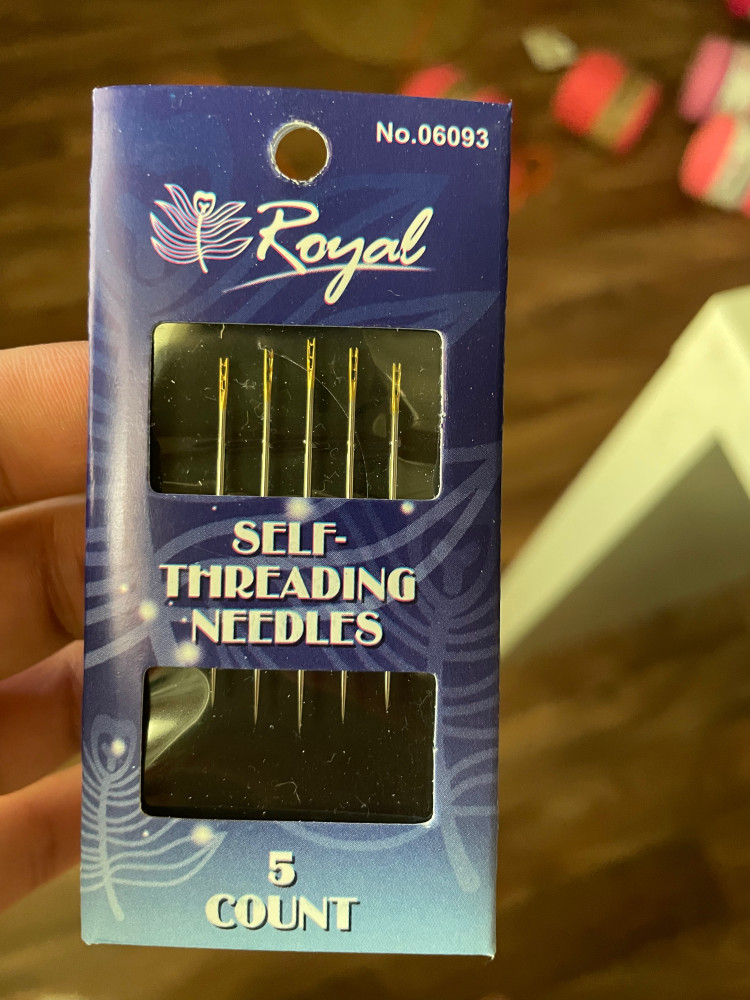 No.06093
Royal
SELF-
THREADING
NEEDLES
5
COUNT